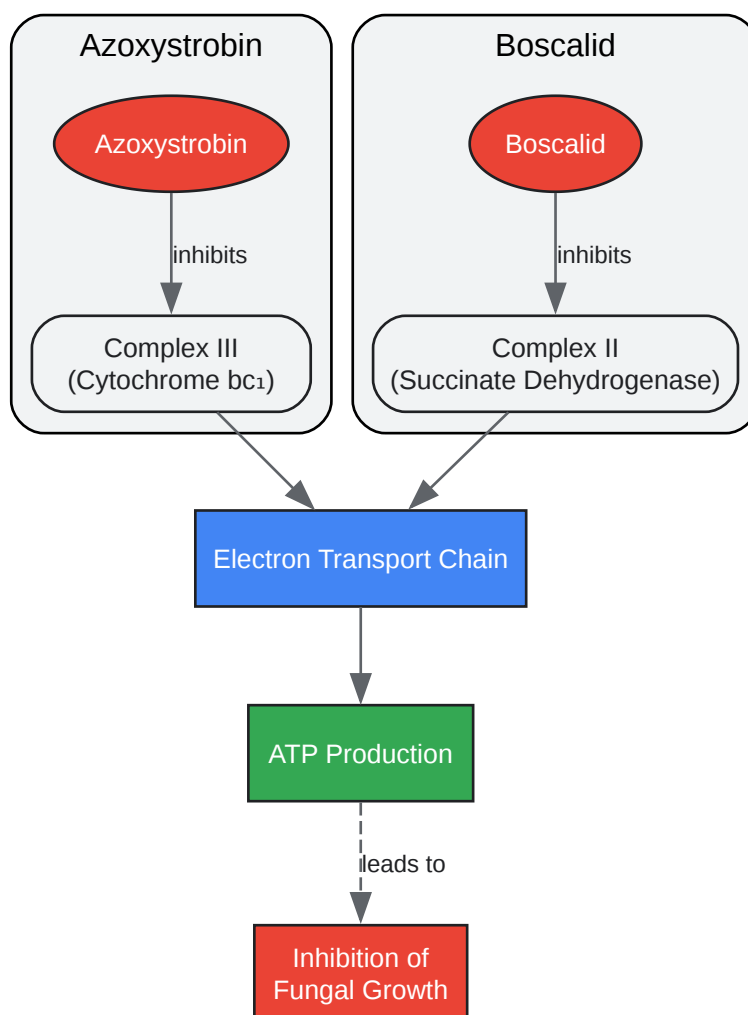 Azoxystrobin
Boscalid
Azoxystrobin
Boscalid
inhibits
inhibits
Complex III
(Cytochrome bc₁)
Complex II
(Succinate Dehydrogenase)
Electron Transport Chain
ATP Production
leads to
Inhibition of
Fungal Growth